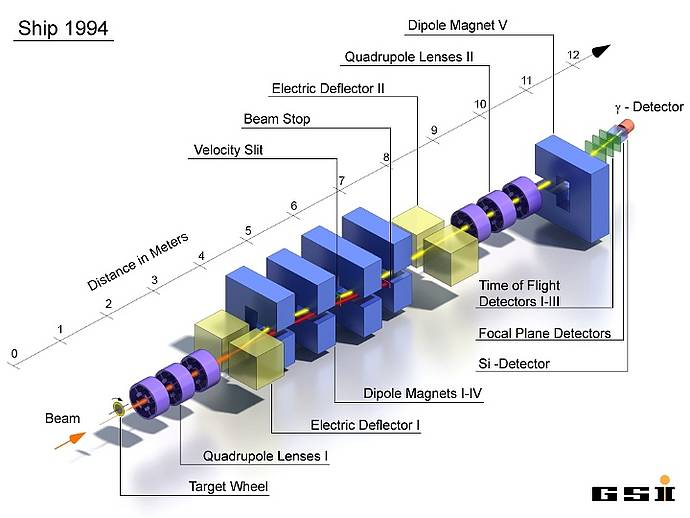 Ship 1994
Dipole Magnet V
Quadrupole Lenses II
12
11
Electric Deflector II
10
γ - Detector
Beam Stop
9
Velocity Slit
8
7
6
5
Distance in Meters
4
3
2
1
0
Time of Flight
Detectors I-III
Focal Plane Detectors
Si -Detector
Dipole Magnets I-IV
Beam
Electric Deflector I
Quadrupole Lenses I
Target Wheel
GSI